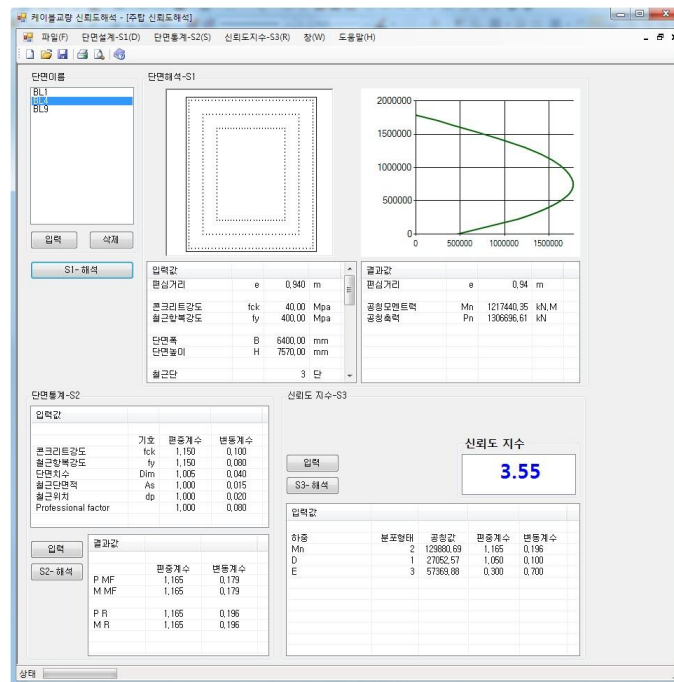 케이블교량 신뢰도해석 - [주탑 신뢰도해석]
파일(F) 단면설계-S1(D) 단면통계-S2(S) 신뢰도지수-S3(R) 창(W) 도움말(H)
단면이름
BL1
BL4
BL9
입력 삭제
S1-해석
단면해석-S1
2000000
1500000
1000000
500000
0
0 500000 1000000 1500000
입력값
편심거리 e 0,940 m
콘크리트강도 fck 40,00 Mpa
철근항복강도 fy 400,00 Mpa
단면폭 B 6400,00 mm
단면높이 H 7570,00 mm
철근단 3 단
결과값
편심거리 e 0,94 m
공칭모멘트력 Mn 1217440,35 kN,M
공칭축력 Pn 1306696,61 kN
단면통계-S2
입력값
기호 편중계수 변동계수
콘크리트강도 fck 1,150 0,100
철근항복강도 fy 1,150 0,080
단면치수 Dim 1,005 0,040
철근단면적 As 1,000 0,015
철근위치 dp 1,000 0,020
Professional factor 1,000 0,080
입력
S2-해석
결과값
편중계수 변동계수
P MF 1,165 0,179
M MF 1,165 0,179
P R 1,165 0,196
M R 1,165 0,196
신뢰도 지수-S3
입력
S3-해석
신뢰도 지수
3.55
입력값
하중 분포형태 공칭값 편중계수 변동계수
Mn 2 129880,69 1,165 0,196
D 1 27052,57 1,050 0,100
E 3 57369,88 0,300 0,700
상태